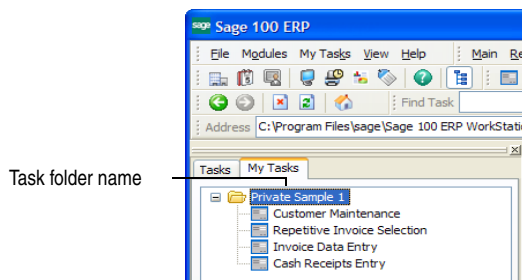 sage Sage 100 ERP
File Modules My Tasks View Help Main
Find Task
Address C:\Program Files\sage\Sage 100 ERP
Tasks My Tasks
Task folder name
Private Sample 1
Customer Maintenance
Repetitive Invoice Selection
Invoice Data Entry
Cash Receipts Entry